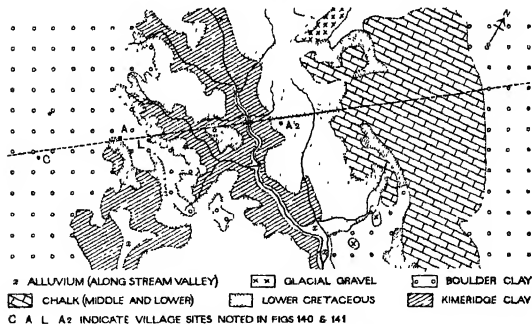 N
A
A2
C
L
ALLUVIUM (ALONG STREAM VALLEY) GLACIAL GRAVEL BOULDER CLAY
CHALK (MIDDLE AND LOWER) LOWER CRETACEOUS KIMERIDGE CLAY
C A L A2 INDICATE VILLAGE SITES NOTED IN FIGS 140 & 141